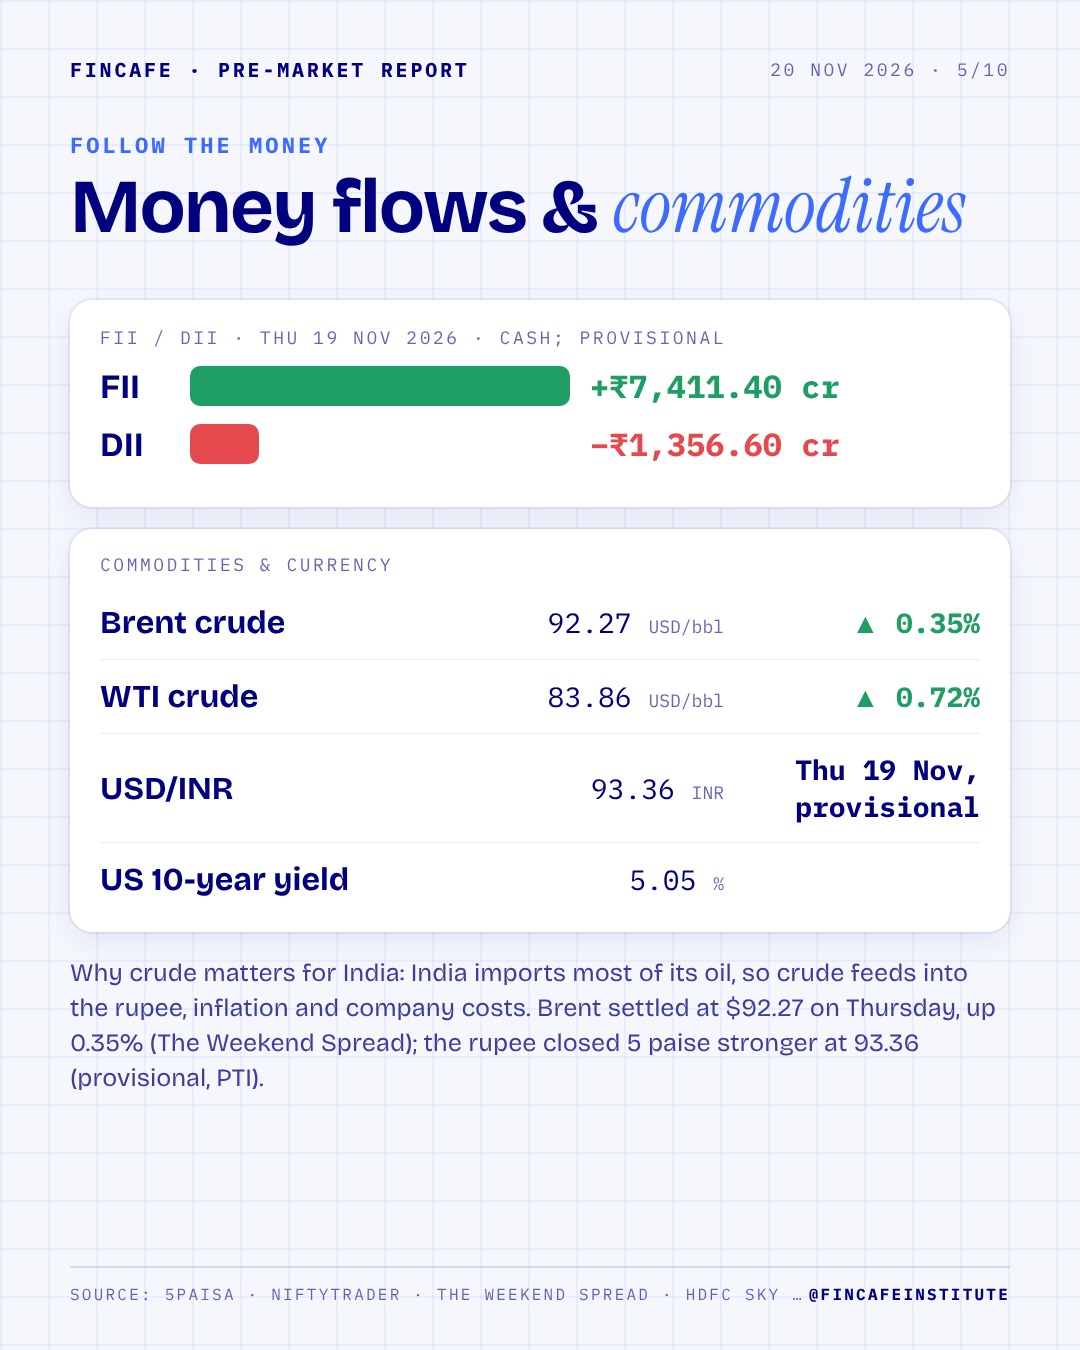 FINCAFE · PRE-MARKET REPORT
20 NOV 2026 · 5/10
FOLLOW THE MONEY
Money flows & commodities
FII / DII · THU 19 NOV 2026 · CASH; PROVISIONAL
FII +₹7,411.40 cr
DII −₹1,356.60 cr
COMMODITIES & CURRENCY
Brent crude 92.27 USD/bbl ▲ 0.35%
WTI crude 83.86 USD/bbl ▲ 0.72%
USD/INR 93.36 INR Thu 19 Nov,
provisional
US 10-year yield 5.05 %
Why crude matters for India: India imports most of its oil, so crude feeds into
the rupee, inflation and company costs. Brent settled at $92.27 on Thursday, up
0.35% (The Weekend Spread); the rupee closed 5 paise stronger at 93.36
(provisional, PTI).
SOURCE: 5PAISA · NIFTYTRADER · THE WEEKEND SPREAD · HDFC SKY … @FINCAFEINSTITUTE